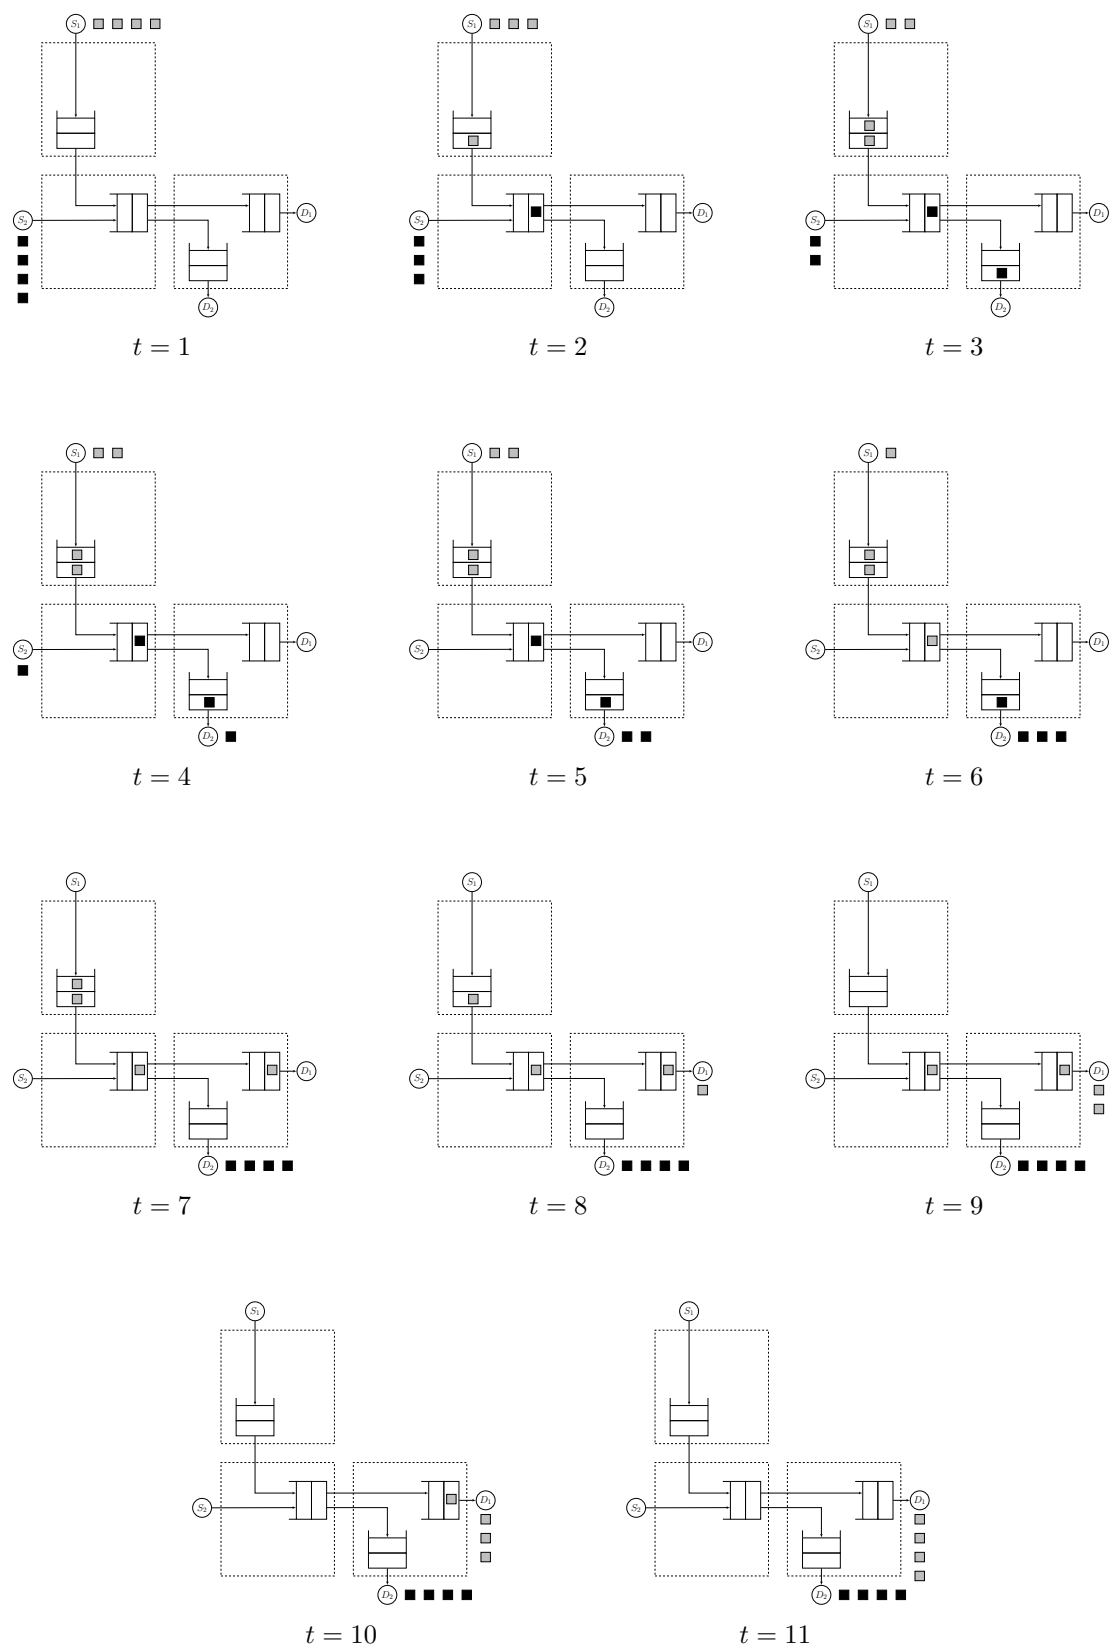 S₁ S₁ S₁
S₂ D₁ S₂ D₁ S₂ D₁
D₂ D₂ D₂
t = 1 t = 2 t = 3
S₁ S₁ S₁
S₂ D₁ S₂ D₁ S₂ D₁
D₂ D₂ D₂
t = 4 t = 5 t = 6
S₁ S₁ S₁
S₂ D₁ S₂ D₁ S₂ D₁
D₂ D₂ D₂
t = 7 t = 8 t = 9
S₁ S₁
S₂ D₁ S₂ D₁
D₂ D₂
t = 10 t = 11